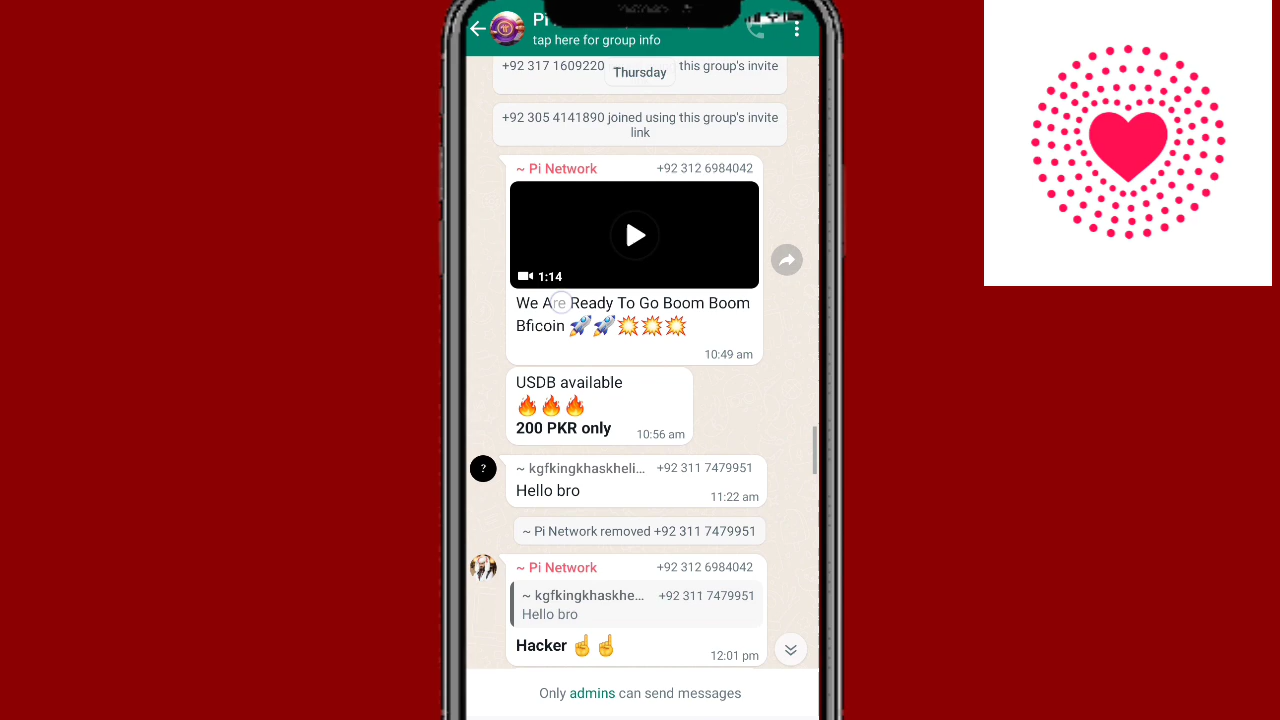 Pi
tap here for group info
+92 317 1609220 this group's invite
Thursday
+92 305 4141890 joined using this group's invite
link
~ Pi Network +92 312 6984042
1:14
We Are Ready To Go Boom Boom
Bficoin 🚀🚀💥💥💥
10:49 am
USDB available
🔥🔥🔥
200 PKR only 10:56 am
?
~ kgfkingkhaskheli... +92 311 7479951
Hello bro 11:22 am
~ Pi Network removed +92 311 7479951
~ Pi Network +92 312 6984042
~ kgfkingkhaskhe... +92 311 7479951
Hello bro
Hacker ☝️☝️
12:01 pm
Only admins can send messages